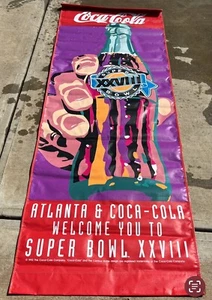 Coca-Cola
XXVIII
ATLANTA & COCA-COLA
WELCOME YOU TO
SUPER BOWL XXVIII